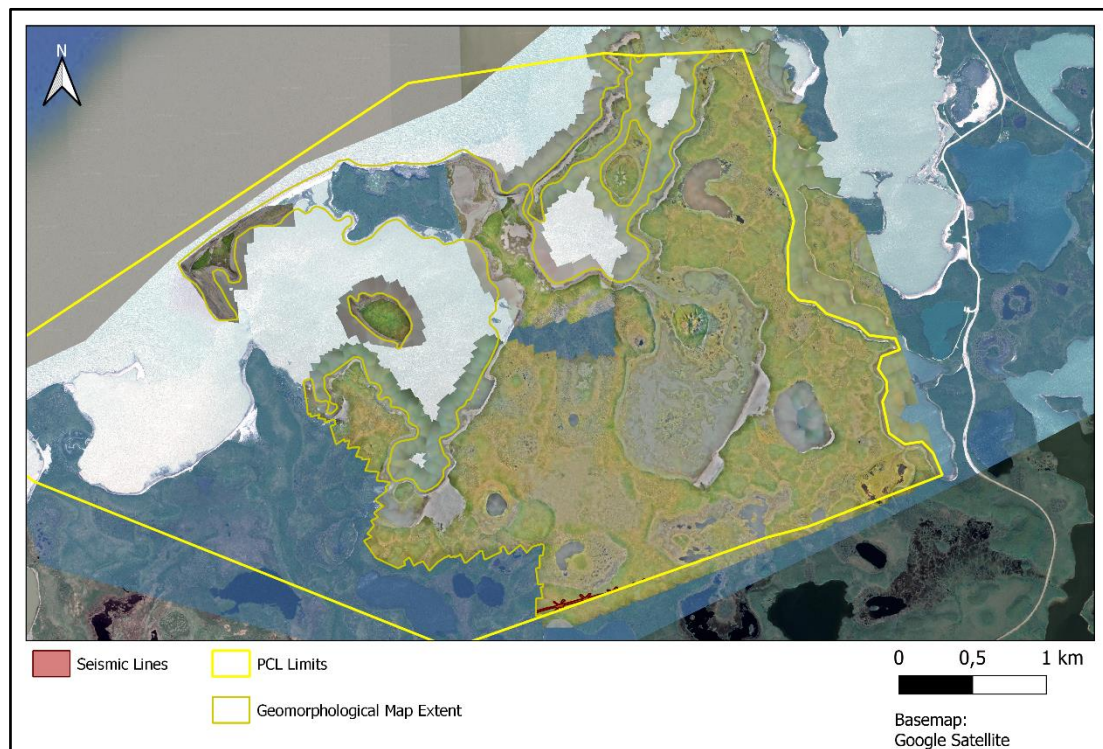 N
Seismic Lines
PCL Limits
Geomorphological Map Extent
0 0,5 1 km
Basemap:
Google Satellite